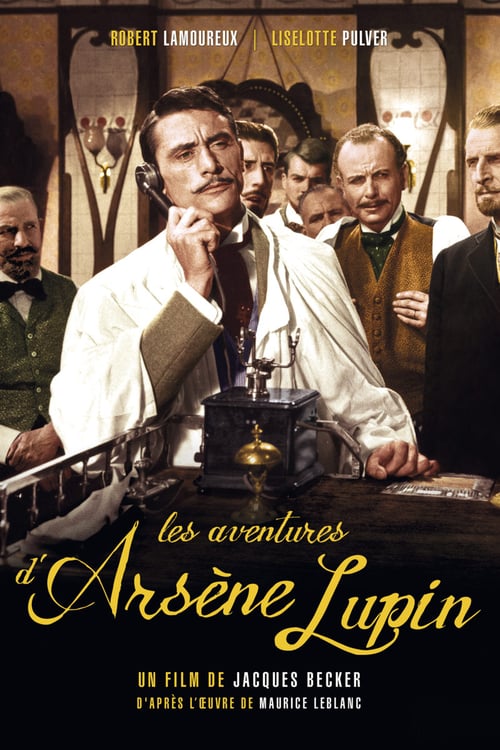 ROBERT LAMOUREUX | LISELOTTE PULVER
les aventures
d'Arsène Lupin
UN FILM DE JACQUES BECKER
D'APRÈS L'ŒUVRE DE MAURICE LEBLANC